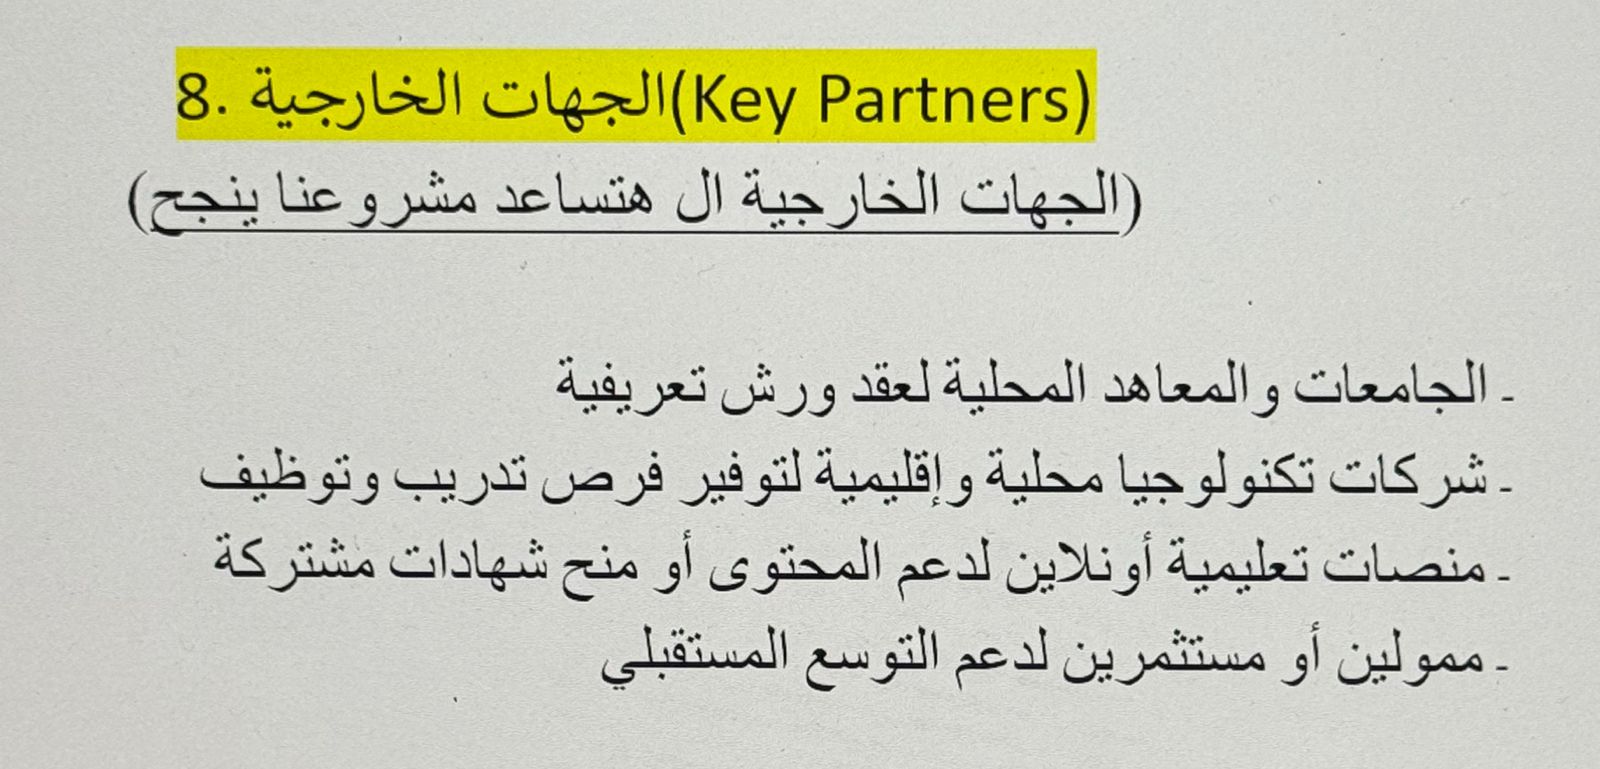 8. الجهات الخارجية(Key Partners)
(الجهات الخارجية ال هتساعد مشروعنا ينجح)
- الجامعات والمعاهد المحلية لعقد ورش تعريفية
- شركات تكنولوجيا محلية وإقليمية لتوفير فرص تدريب وتوظيف
- منصات تعليمية أونلاين لدعم المحتوى أو منح شهادات مشتركة
- ممولين أو مستثمرين لدعم التوسع المستقبلي